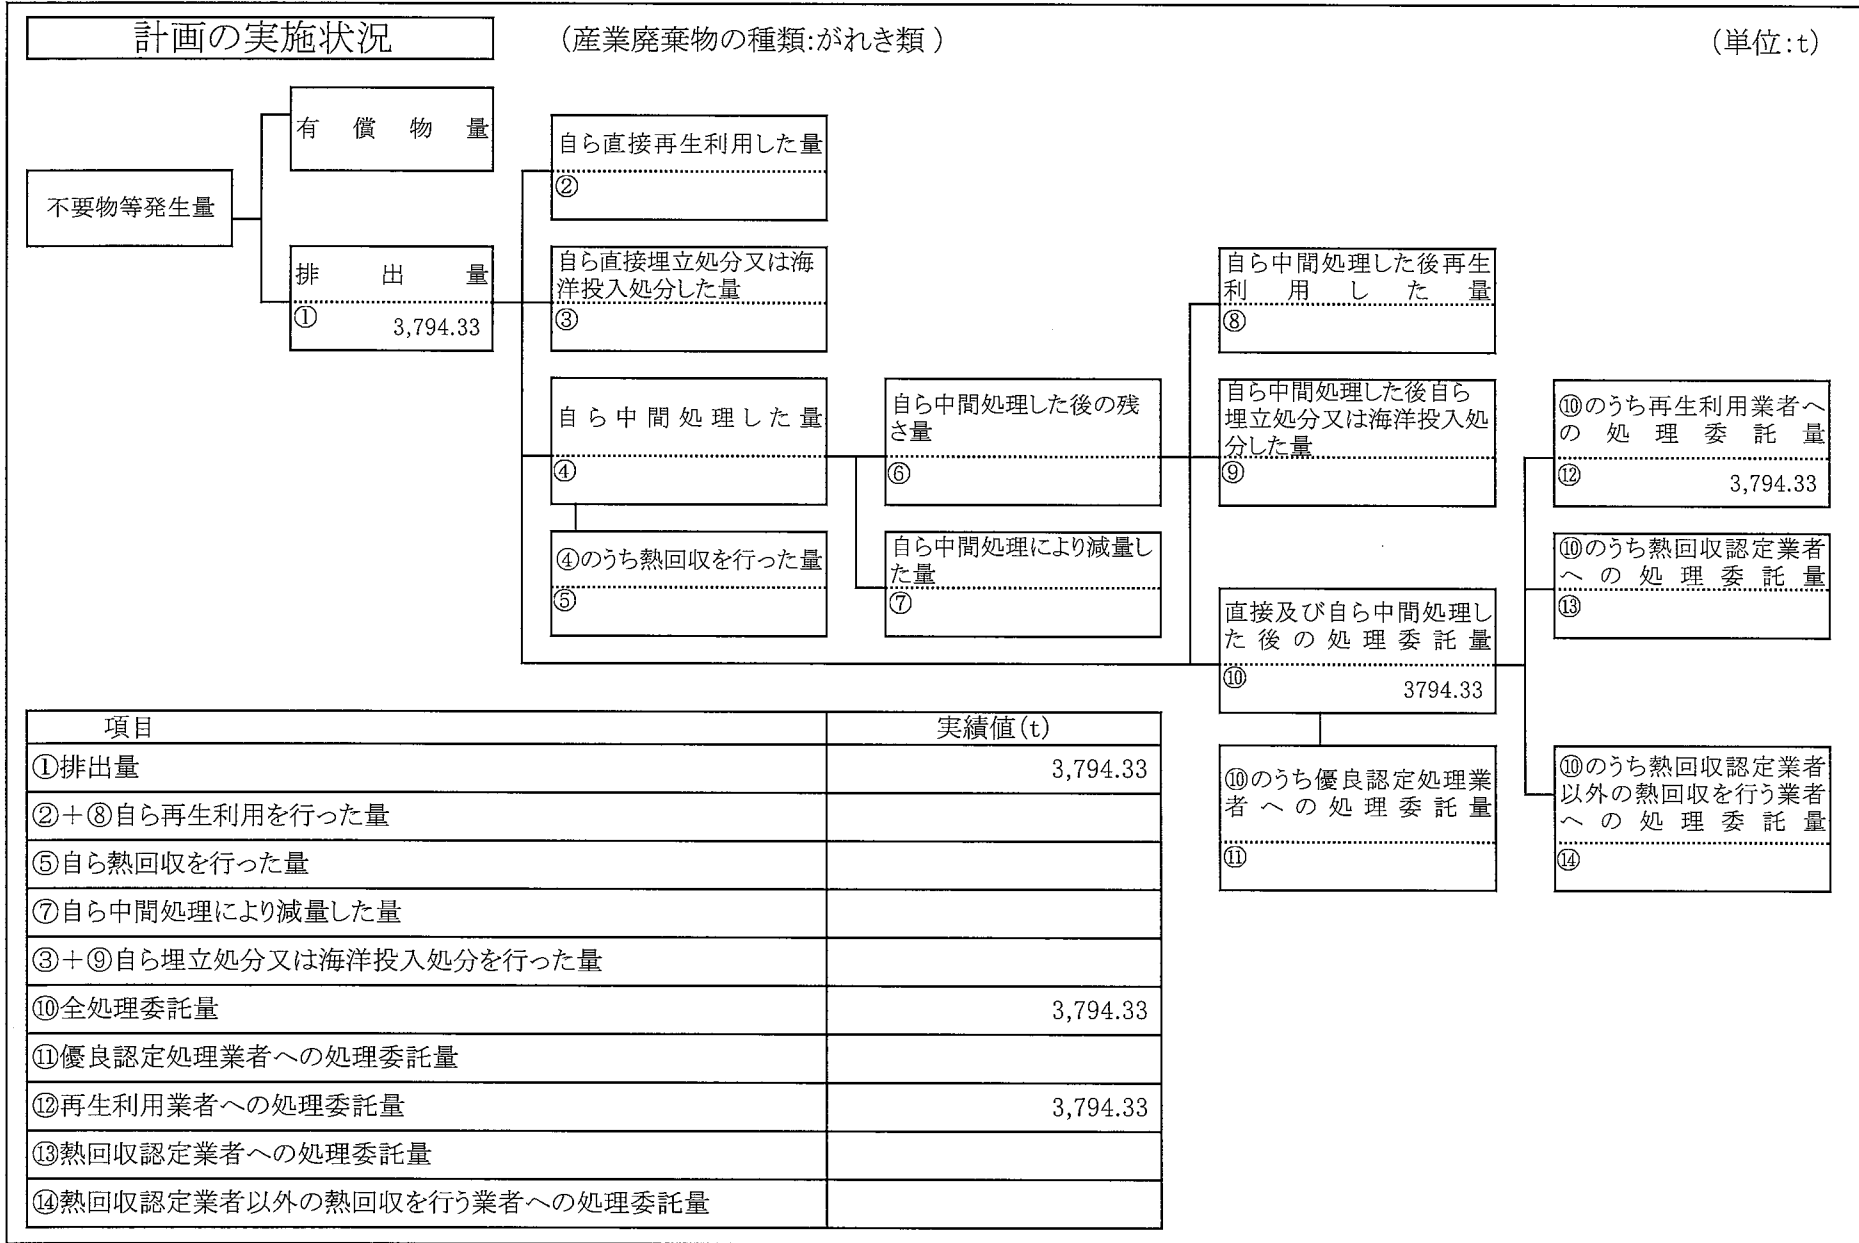 計画の実施状況
(産業廃棄物の種類:がれき類)
(単位:t)
不要物等発生量
有償物量
排出量
① 3,794.33
自ら直接再生利用した量
②
自ら直接埋立処分又は海
洋投入処分した量
③
自ら中間処理した量
④
④のうち熱回収を行った量
⑤
自ら中間処理した後の残
さ量
⑥
自ら中間処理により減量し
た量
⑦
自ら中間処理した後再生
利用した量
⑧
自ら中間処理した後自ら
埋立処分又は海洋投入処
分した量
⑨
直接及び自ら中間処理し
た後の処理委託量
⑩ 3794.33
⑩のうち優良認定処理業
者への処理委託量
⑪
⑩のうち再生利用業者へ
の処理委託量
⑫ 3,794.33
⑩のうち熱回収認定業者
への処理委託量
⑬
⑩のうち熱回収認定業者
以外の熱回収を行う業者
への処理委託量
⑭
項目 実績値(t)
①排出量 3,794.33
②+⑧自ら再生利用を行った量
⑤自ら熱回収を行った量
⑦自ら中間処理により減量した量
③+⑨自ら埋立処分又は海洋投入処分を行った量
⑩全処理委託量 3,794.33
⑪優良認定処理業者への処理委託量
⑫再生利用業者への処理委託量 3,794.33
⑬熱回収認定業者への処理委託量
⑭熱回収認定業者以外の熱回収を行う業者への処理委託量